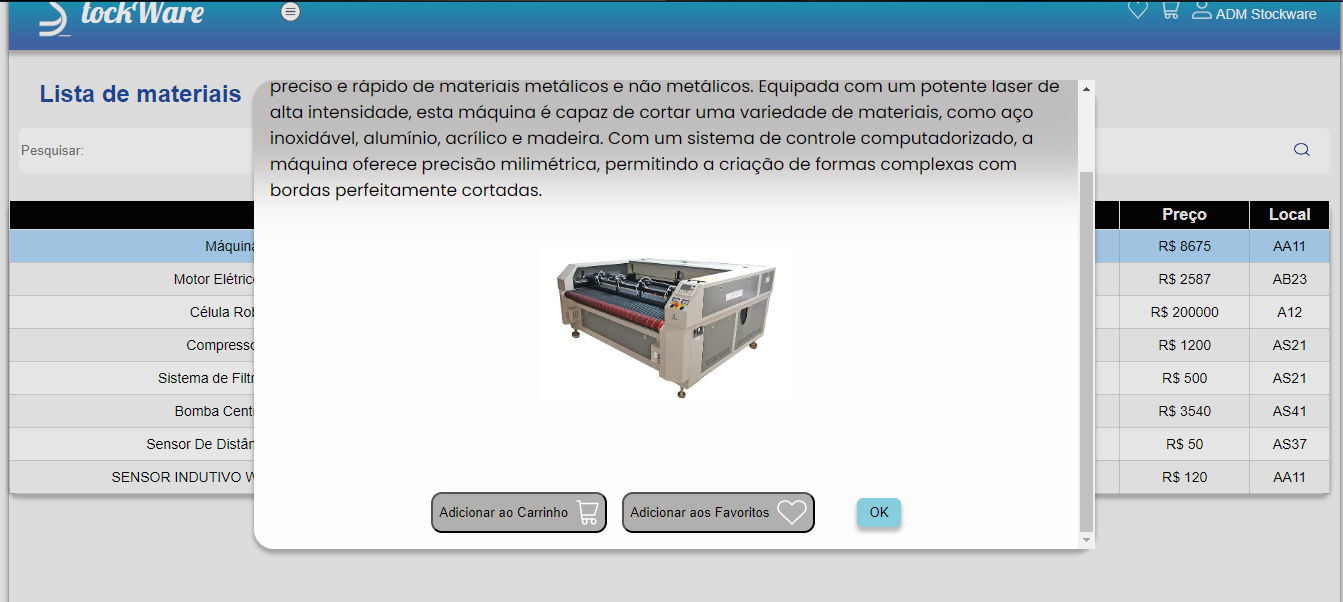 tockWare
ADM Stockware
Lista de materiais
Pesquisar:
preciso e rápido de materiais metálicos e não metálicos. Equipada com um potente laser de
alta intensidade, esta máquina é capaz de cortar uma variedade de materiais, como aço
inoxidável, alumínio, acrílico e madeira. Com um sistema de controle computadorizado, a
máquina oferece precisão milimétrica, permitindo a criação de formas complexas com
bordas perfeitamente cortadas.
Preço Local
Máquina R$ 8675 AA11
Motor Elétric R$ 2587 AB23
Célula Ro R$ 200000 A12
Compress R$ 1200 AS21
Sistema de Filt R$ 500 AS21
Bomba Cent R$ 3540 AS41
Sensor De Distân R$ 50 AS37
SENSOR INDUTIVO R$ 120 AA11
Adicionar ao Carrinho
Adicionar aos Favoritos
OK